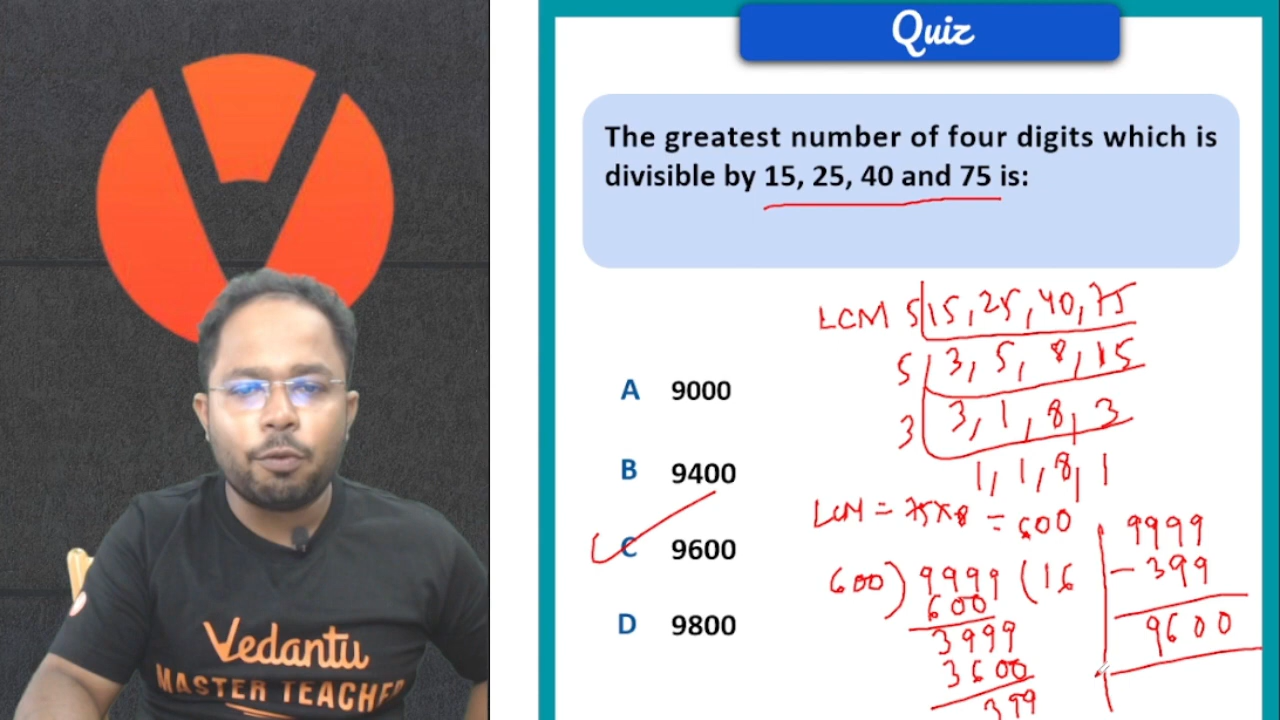 Quiz
The greatest number of four digits which is
divisible by 15, 25, 40 and 75 is:
A 9000
B 9400
C 9600
D 9800
LCM 5 15, 25, 40, 75
5 3, 5, 8, 15
3 3, 1, 8, 3
1, 1, 8, 1
LCM = 75×8 = 600
600) 9999 (16
600
3999
3600
399
9999
- 399
9600
Vedantu
MASTER TEACHER